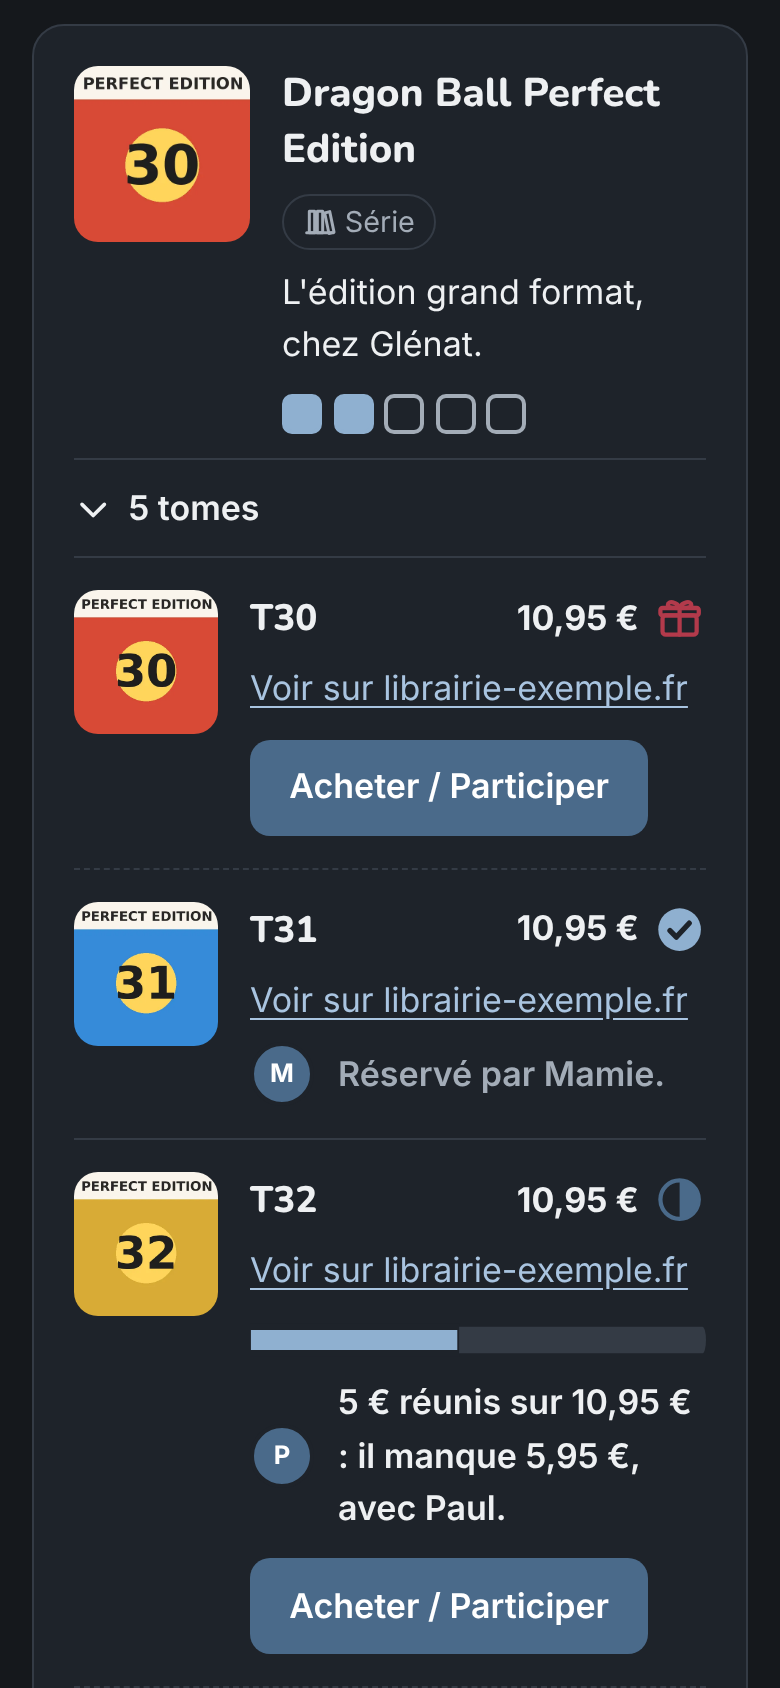 PERFECT EDITION
30
Dragon Ball Perfect
Edition
Série
L'édition grand format,
chez Glénat.
5 tomes
PERFECT EDITION
30
T30
10,95 €
Voir sur librairie-exemple.fr
Acheter / Participer
PERFECT EDITION
31
T31
10,95 €
Voir sur librairie-exemple.fr
M
Réservé par Mamie.
PERFECT EDITION
32
T32
10,95 €
Voir sur librairie-exemple.fr
P
5 € réunis sur 10,95 €
: il manque 5,95 €,
avec Paul.
Acheter / Participer